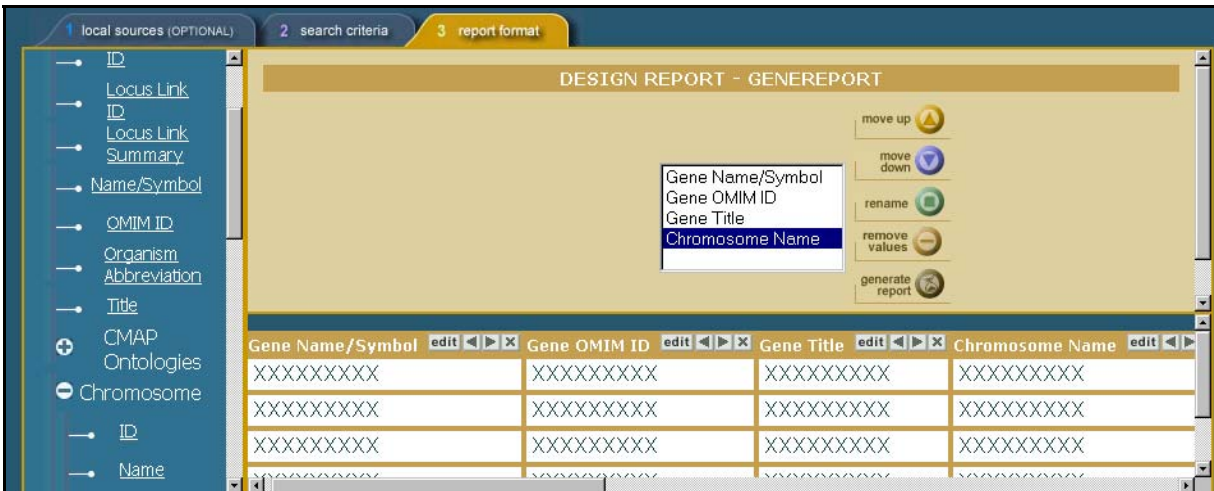 1 local sources (OPTIONAL) 2 search criteria 3 report format
ID
Locus Link
ID
Locus Link
Summary
Name/Symbol
OMIM ID
Organism
Abbreviation
Title
CMAP
Ontologies
Chromosome
ID
Name
DESIGN REPORT - GENEREPORT
Gene Name/Symbol
Gene OMIM ID
Gene Title
Chromosome Name
move up
move
down
rename
remove
values
generate
report
Gene Name/Symbol edit X Gene OMIM ID edit X Gene Title edit X Chromosome Name edit
XXXXXXXXX XXXXXXXXX XXXXXXXXX XXXXXXXXX
XXXXXXXXX XXXXXXXXX XXXXXXXXX XXXXXXXXX
XXXXXXXXX XXXXXXXXX XXXXXXXXX XXXXXXXXX